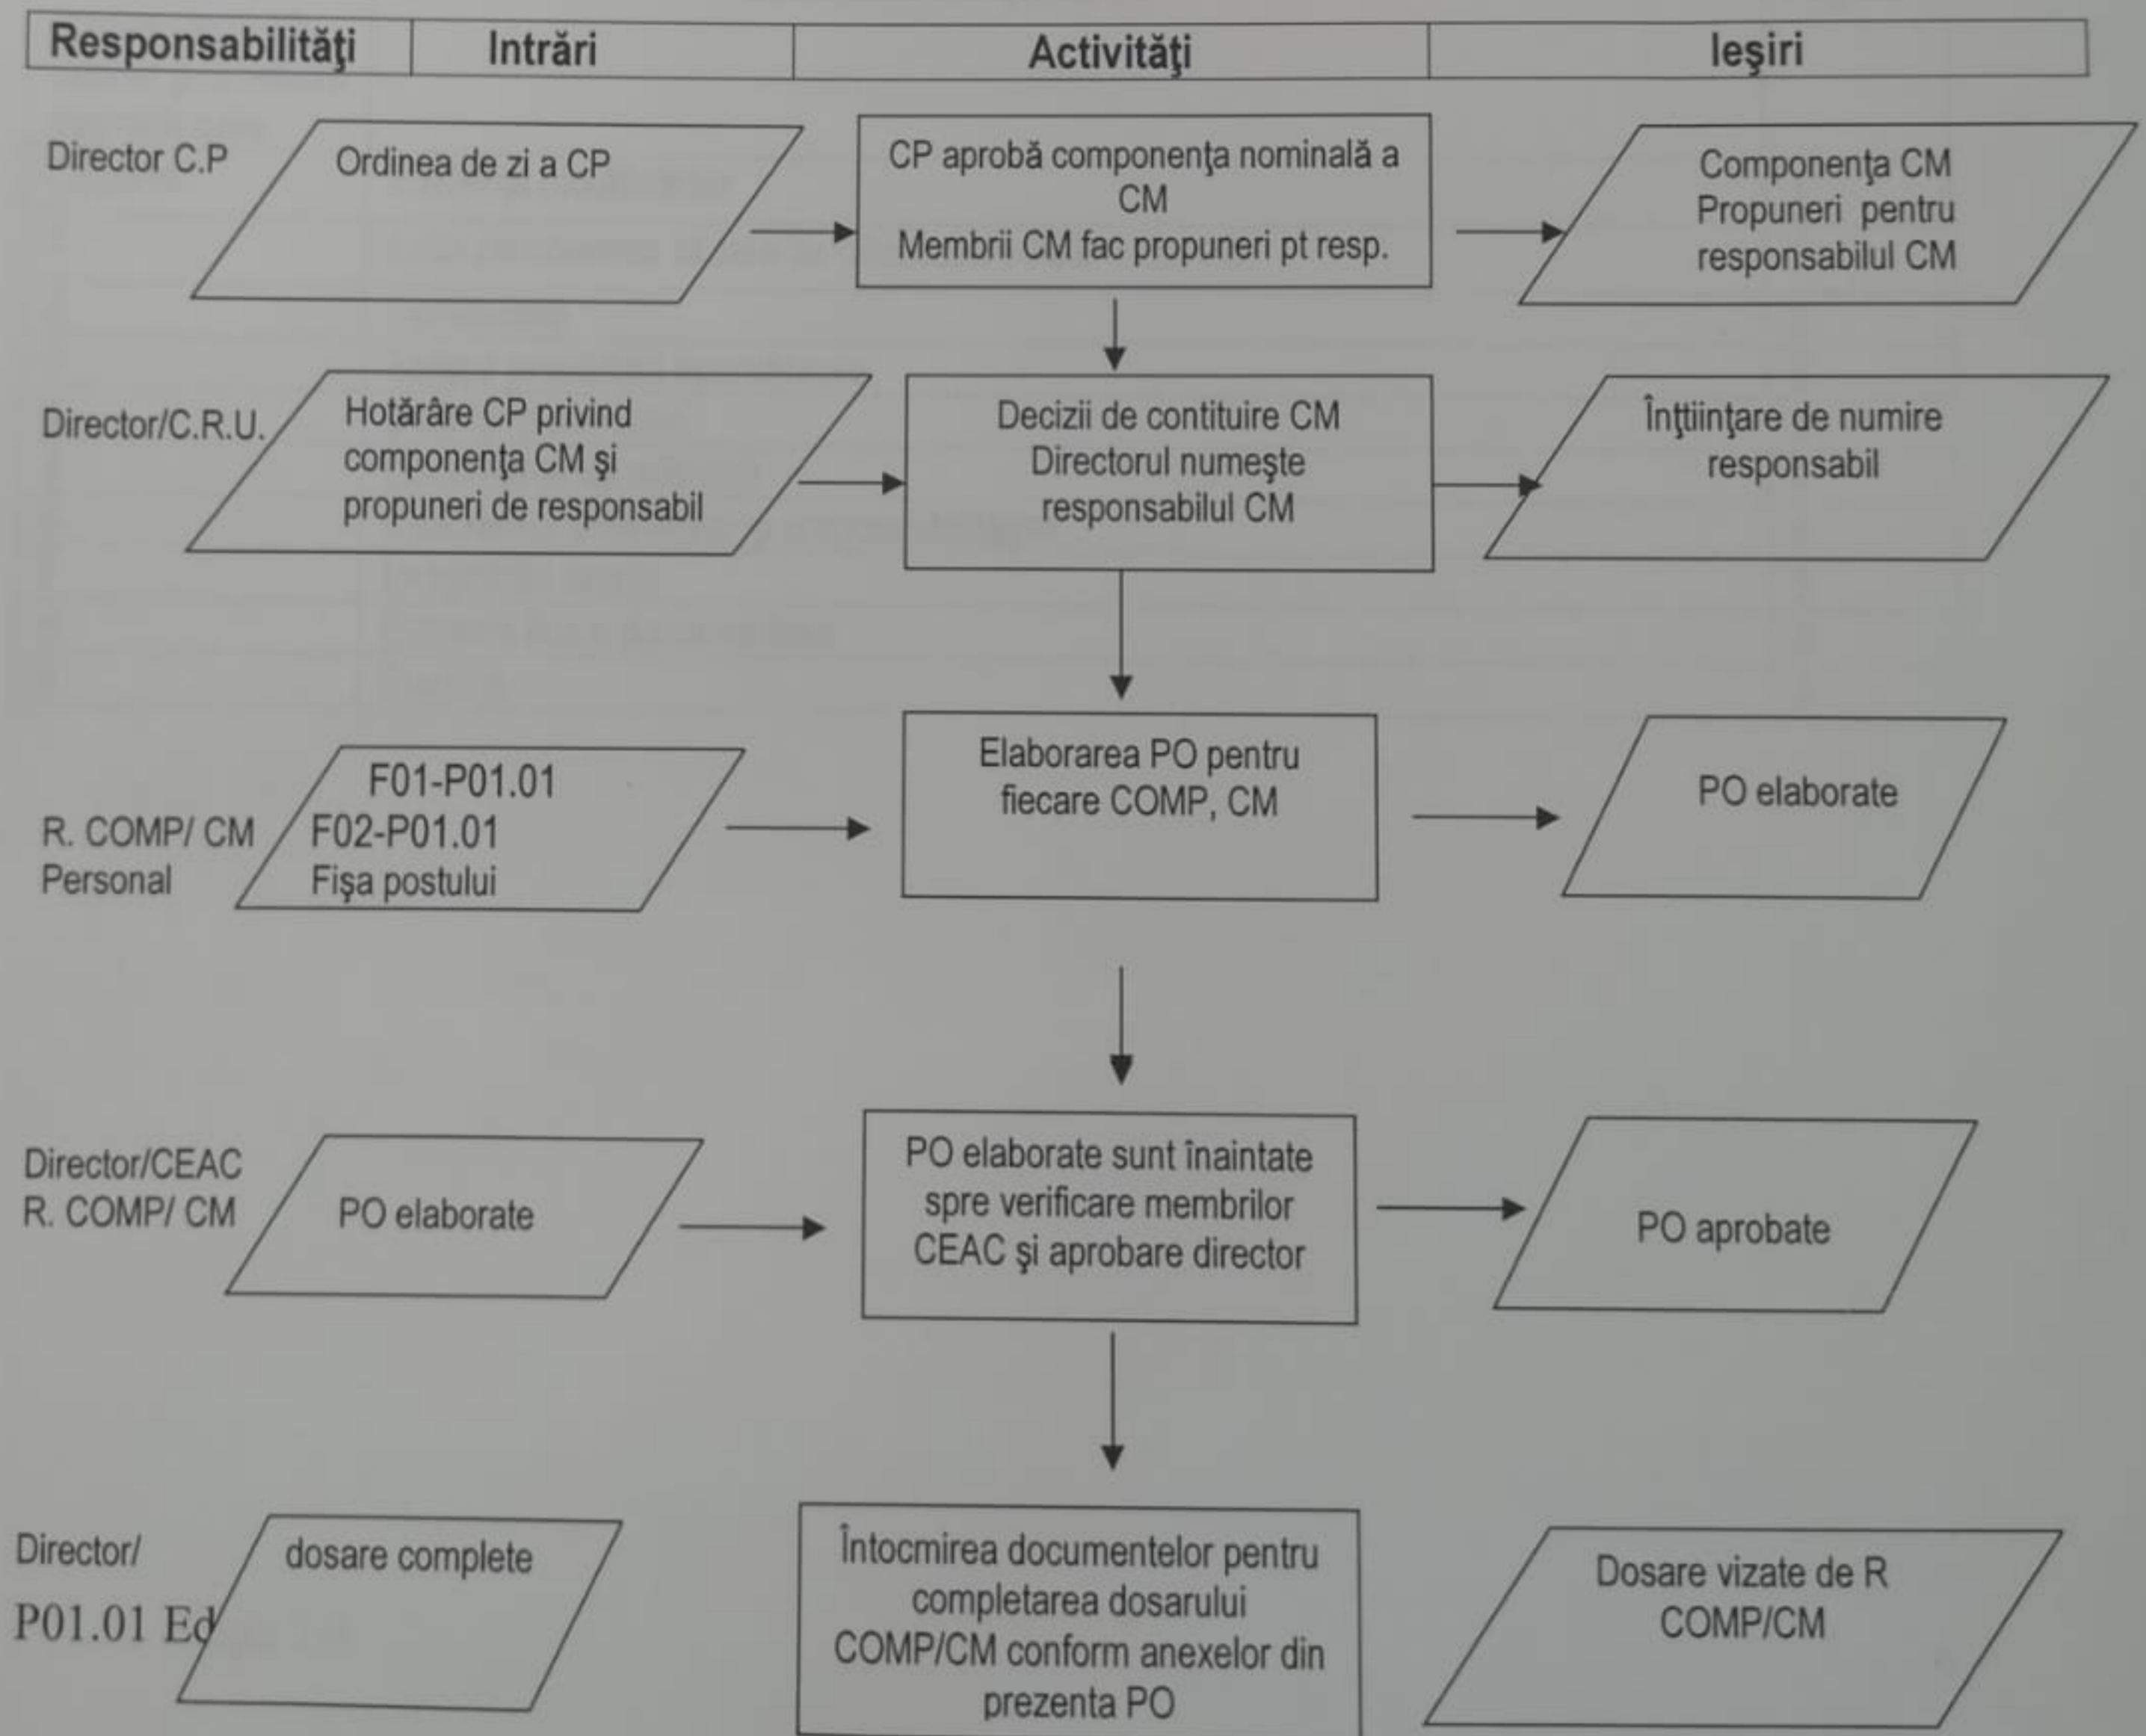 Responsabilităţi Intrări Activităţi Ieşiri
Director C.P
Ordinea de zi a CP
CP aprobă componenţa nominală a
CM
Membrii CM fac propuneri pt resp.
Componenţa CM
Propuneri pentru
responsabilul CM
Director/C.R.U.
Hotărâre CP privind
componenţa CM şi
propuneri de responsabil
Decizii de contituire CM
Directorul numeşte
responsabilul CM
Înţtiinţare de numire
responsabil
R. COMP/ CM
Personal
F01-P01.01
F02-P01.01
Fişa postului
Elaborarea PO pentru
fiecare COMP, CM
PO elaborate
Director/CEAC
R. COMP/ CM
PO elaborate
PO elaborate sunt înaintate
spre verificare membrilor
CEAC şi aprobare director
PO aprobate
Director/
P01.01 Ed
dosare complete
Întocmirea documentelor pentru
completarea dosarului
COMP/CM conform anexelor din
prezenta PO
Dosare vizate de R
COMP/CM